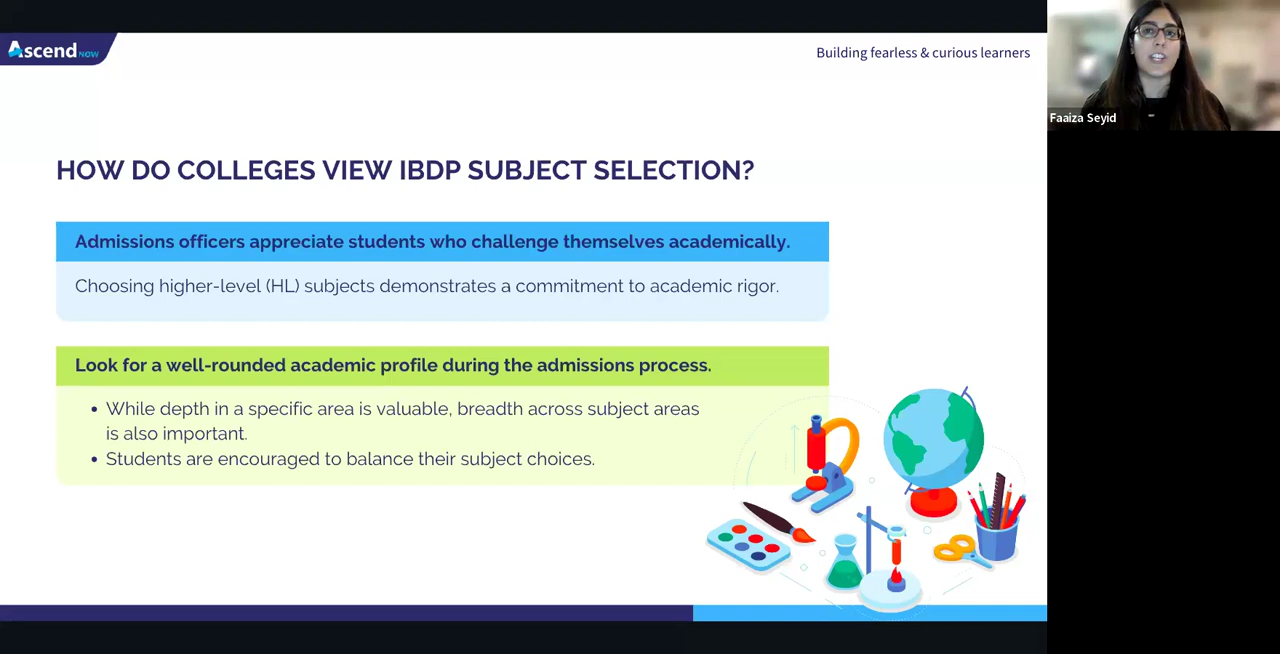 Ascend NOW
Building fearless & curious learners
Faaiza Seyid
HOW DO COLLEGES VIEW IBDP SUBJECT SELECTION?
Admissions officers appreciate students who challenge themselves academically.
Choosing higher-level (HL) subjects demonstrates a commitment to academic rigor.
Look for a well-rounded academic profile during the admissions process.
• While depth in a specific area is valuable, breadth across subject areas
is also important.
• Students are encouraged to balance their subject choices.